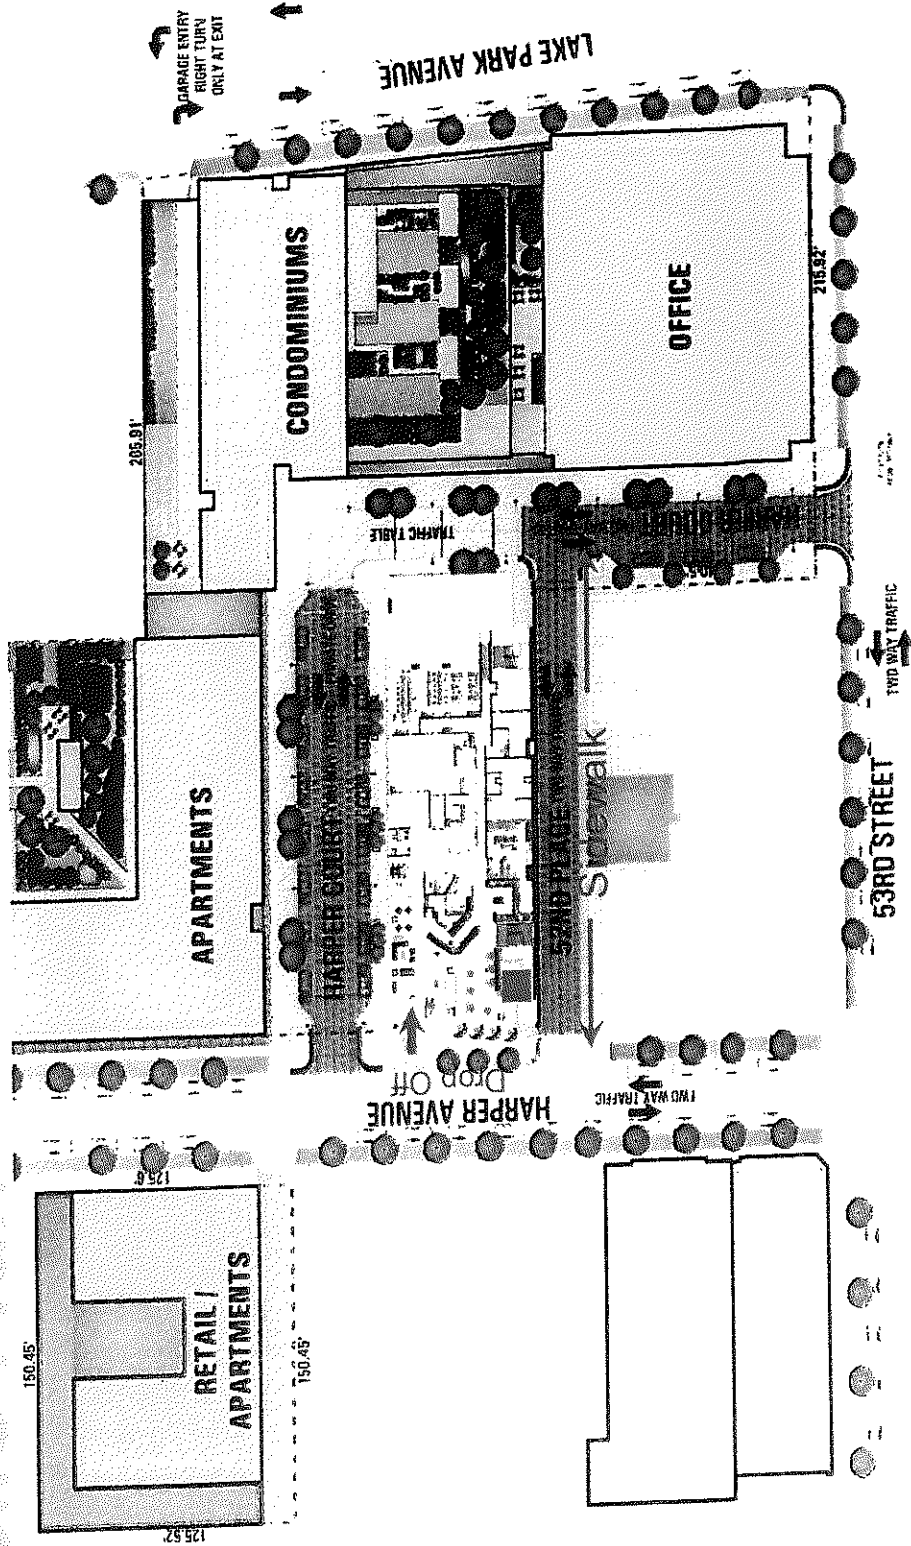 GARAGE ENTRY
RIGHT TURN
ONLY AT EXIT
LAKE PARK AVENUE
205.91'
CONDOMINIUMS
OFFICE
215.92'
TRAFFIC TABLE
HARPER COURT
APARTMENTS
HARPER COURT
52ND PLACE
Sidewalk
TWO WAY TRAFFIC
53RD STREET
Drop Off
HARPER AVENUE
TWO WAY TRAFFIC
125.6'
150.45'
RETAIL /
APARTMENTS
150.45'
125.52'